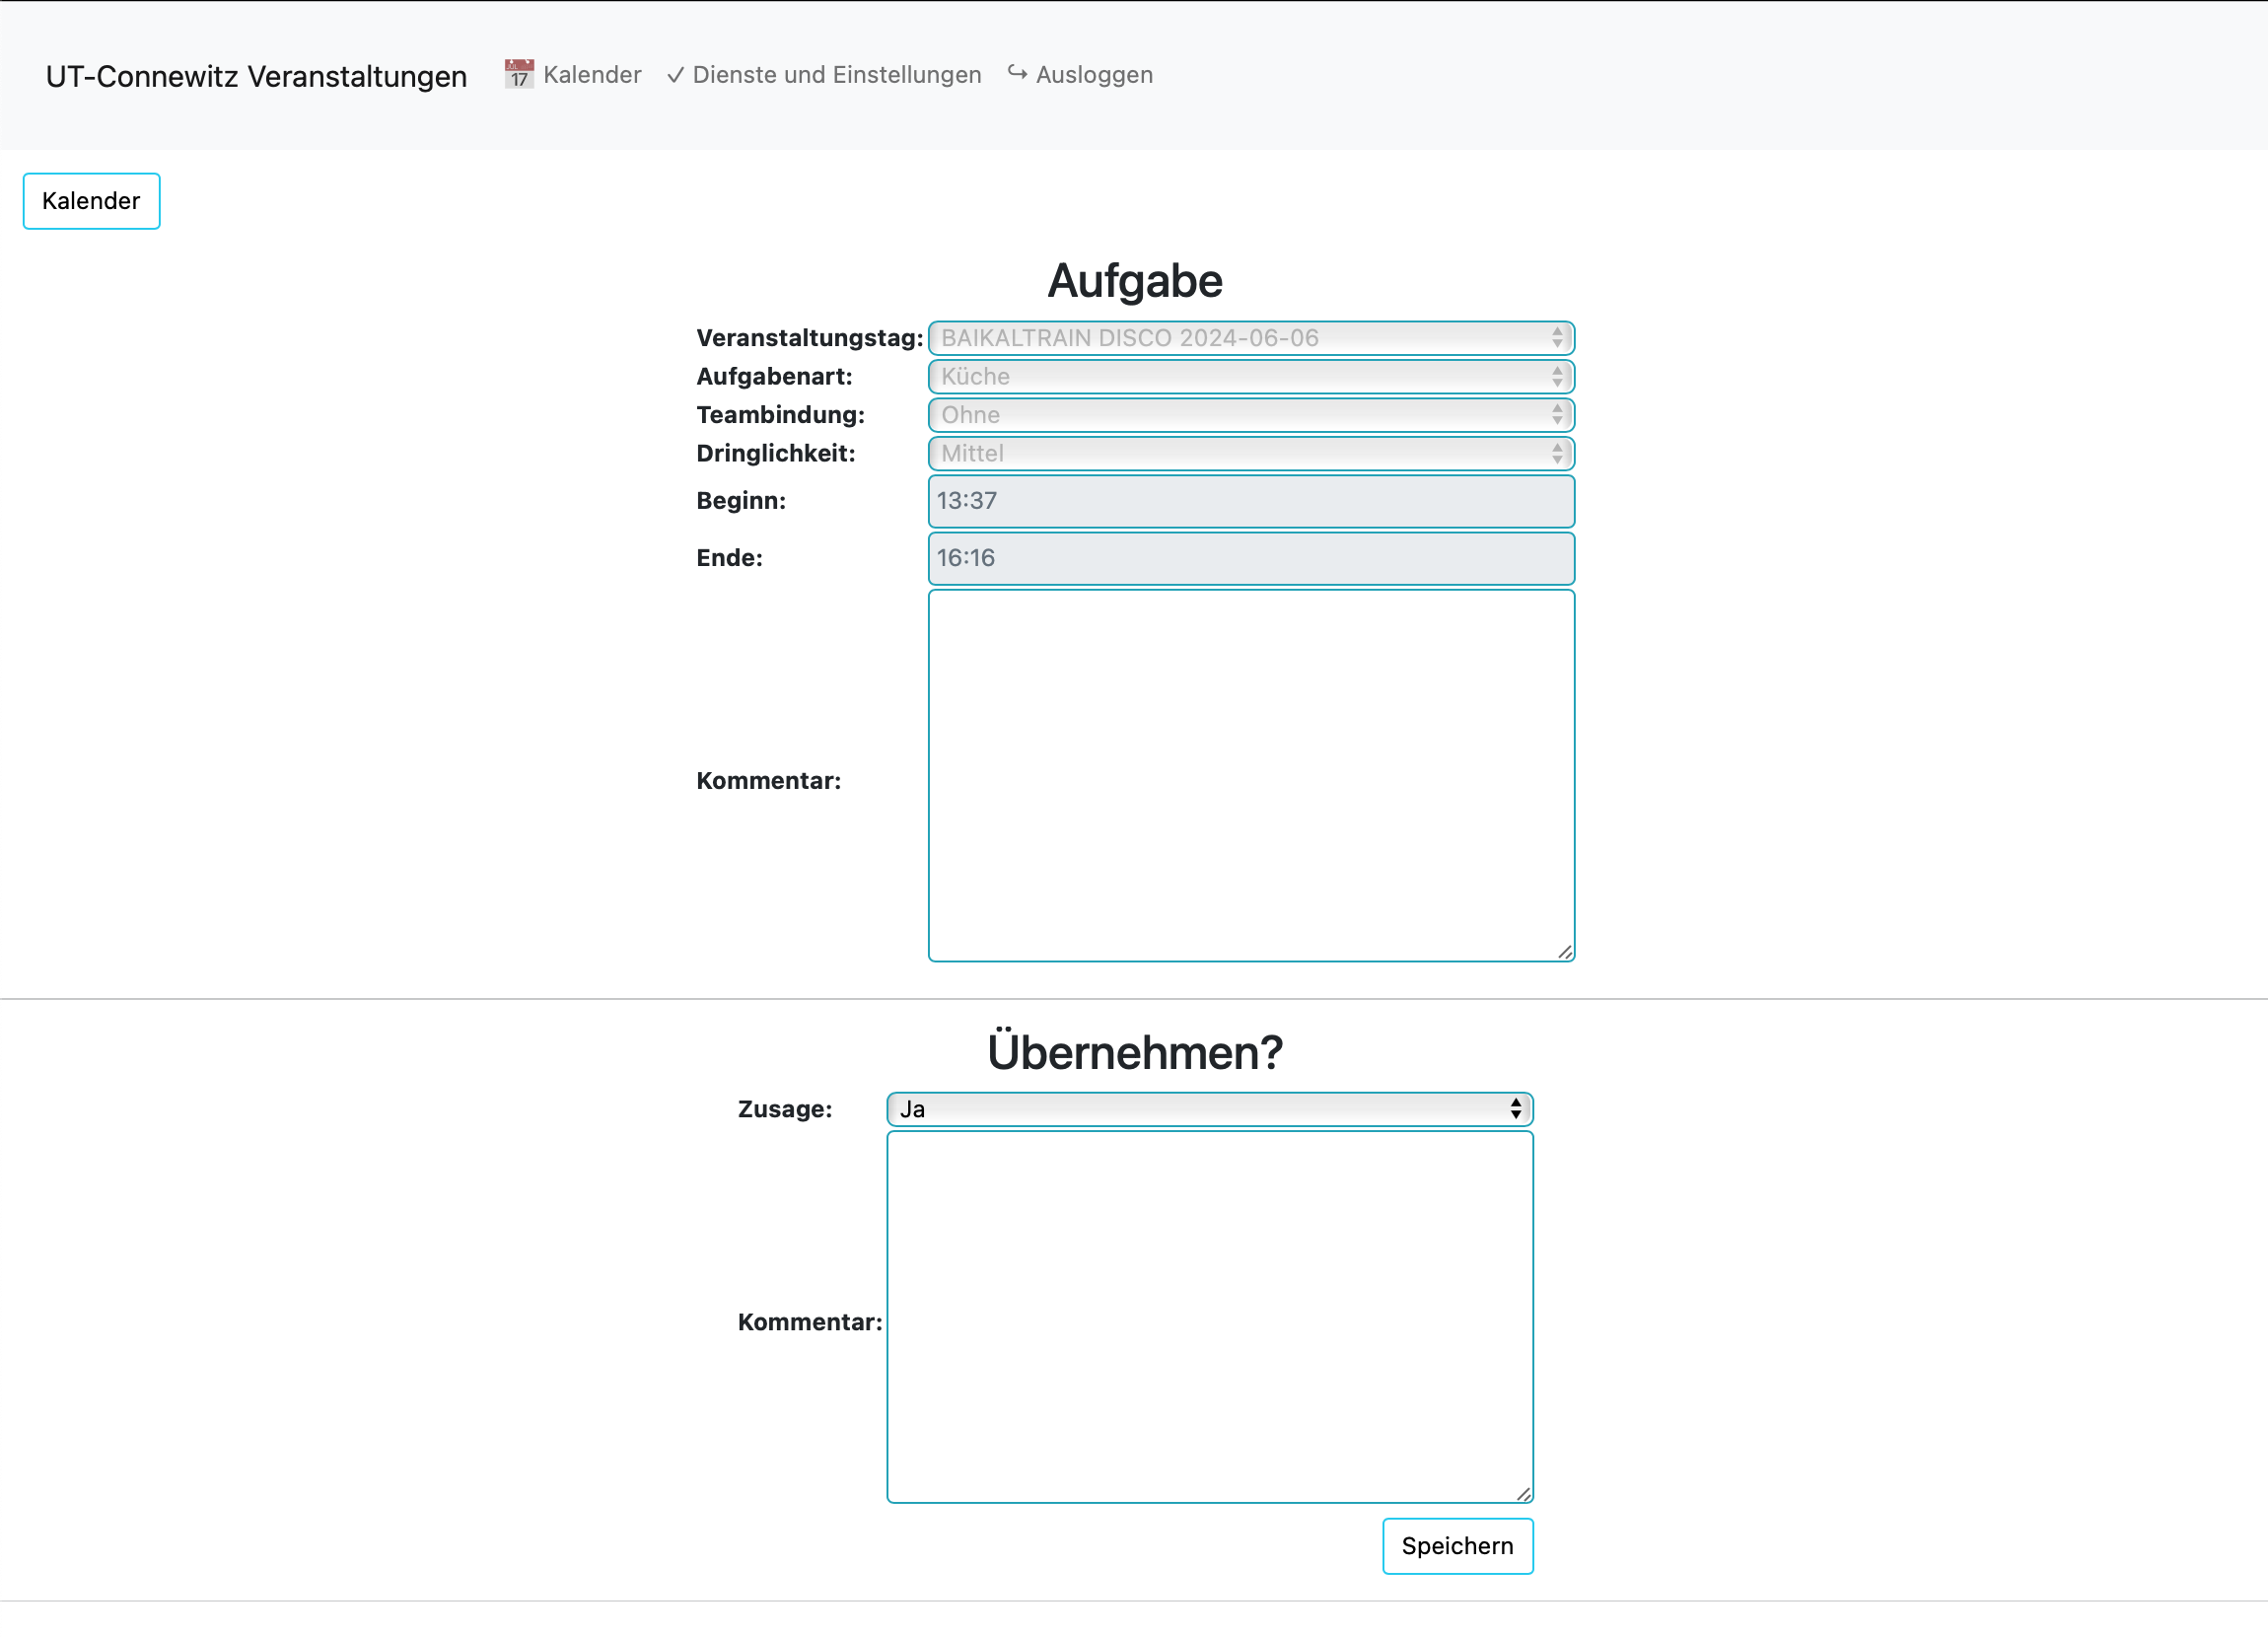 UT-Connewitz Veranstaltungen 📅 Kalender ✓ Dienste und Einstellungen ↪ Ausloggen
Kalender
Aufgabe
Veranstaltungstag: BAIKALTRAIN DISCO 2024-06-06
Aufgabenart: Küche
Teambindung: Ohne
Dringlichkeit: Mittel
Beginn: 13:37
Ende: 16:16
Kommentar:
Übernehmen?
Zusage: Ja
Kommentar:
Speichern